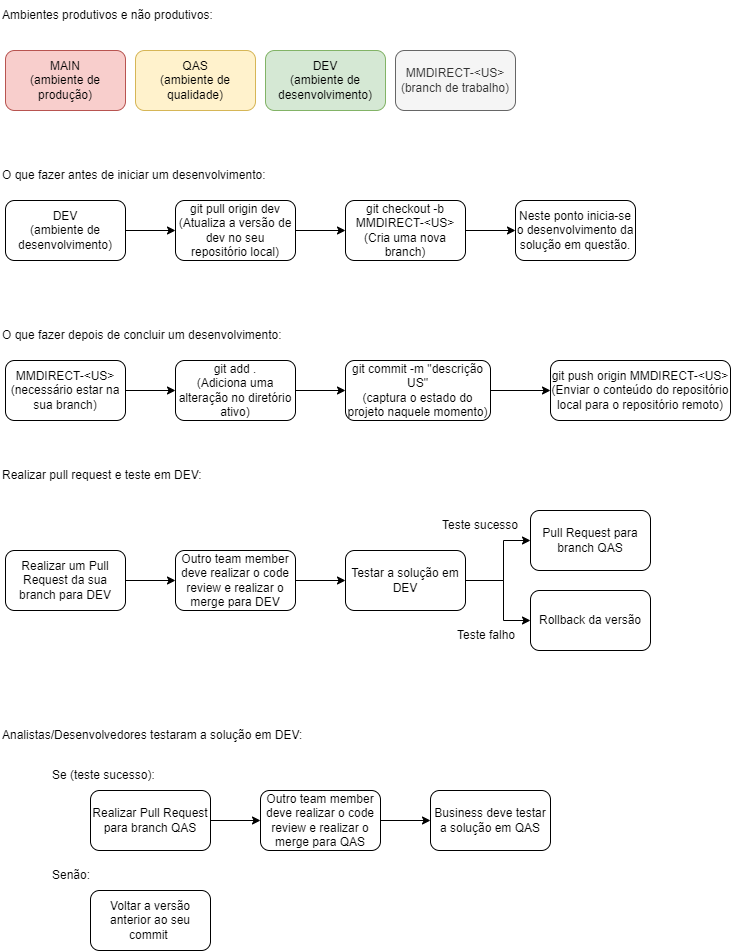 Ambientes produtivos e não produtivos:
MAIN
(ambiente de
produção)
QAS
(ambiente de
qualidade)
DEV
(ambiente de
desenvolvimento)
MMDIRECT-<US>
(branch de trabalho)
O que fazer antes de iniciar um desenvolvimento:
DEV
(ambiente de
desenvolvimento)
git pull origin dev
(Atualiza a versão de
dev no seu
repositório local)
git checkout -b
MMDIRECT-<US>
(Cria uma nova
branch)
Neste ponto inicia-se
o desenvolvimento da
solução em questão.
O que fazer depois de concluir um desenvolvimento:
MMDIRECT-<US>
(necessário estar na
sua branch)
git add .
(Adiciona uma
alteração no diretório
ativo)
git commit -m "descrição
US"
(captura o estado do
projeto naquele momento)
git push origin MMDIRECT-<US>
(Enviar o conteúdo do repositório
local para o repositório remoto)
Realizar pull request e teste em DEV:
Realizar um Pull
Request da sua
branch para DEV
Outro team member
deve realizar o code
review e realizar o
merge para DEV
Testar a solução em
DEV
Teste sucesso
Pull Request para
branch QAS
Teste falho
Rollback da versão
Analistas/Desenvolvedores testaram a solução em DEV:
Se (teste sucesso):
Realizar Pull Request
para branch QAS
Outro team member
deve realizar o code
review e realizar o
merge para QAS
Business deve testar
a solução em QAS
Senão:
Voltar a versão
anterior ao seu
commit